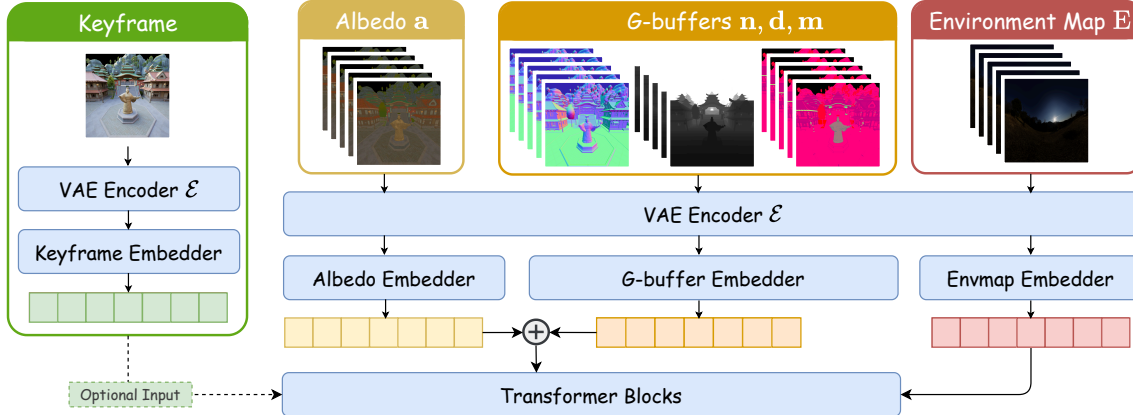 Keyframe
VAE Encoder ℰ
Keyframe Embedder
Optional Input
Albedo a
G-buffers n, d, m
Environment Map E
VAE Encoder ℰ
Albedo Embedder
G-buffer Embedder
Envmap Embedder
+
Transformer Blocks